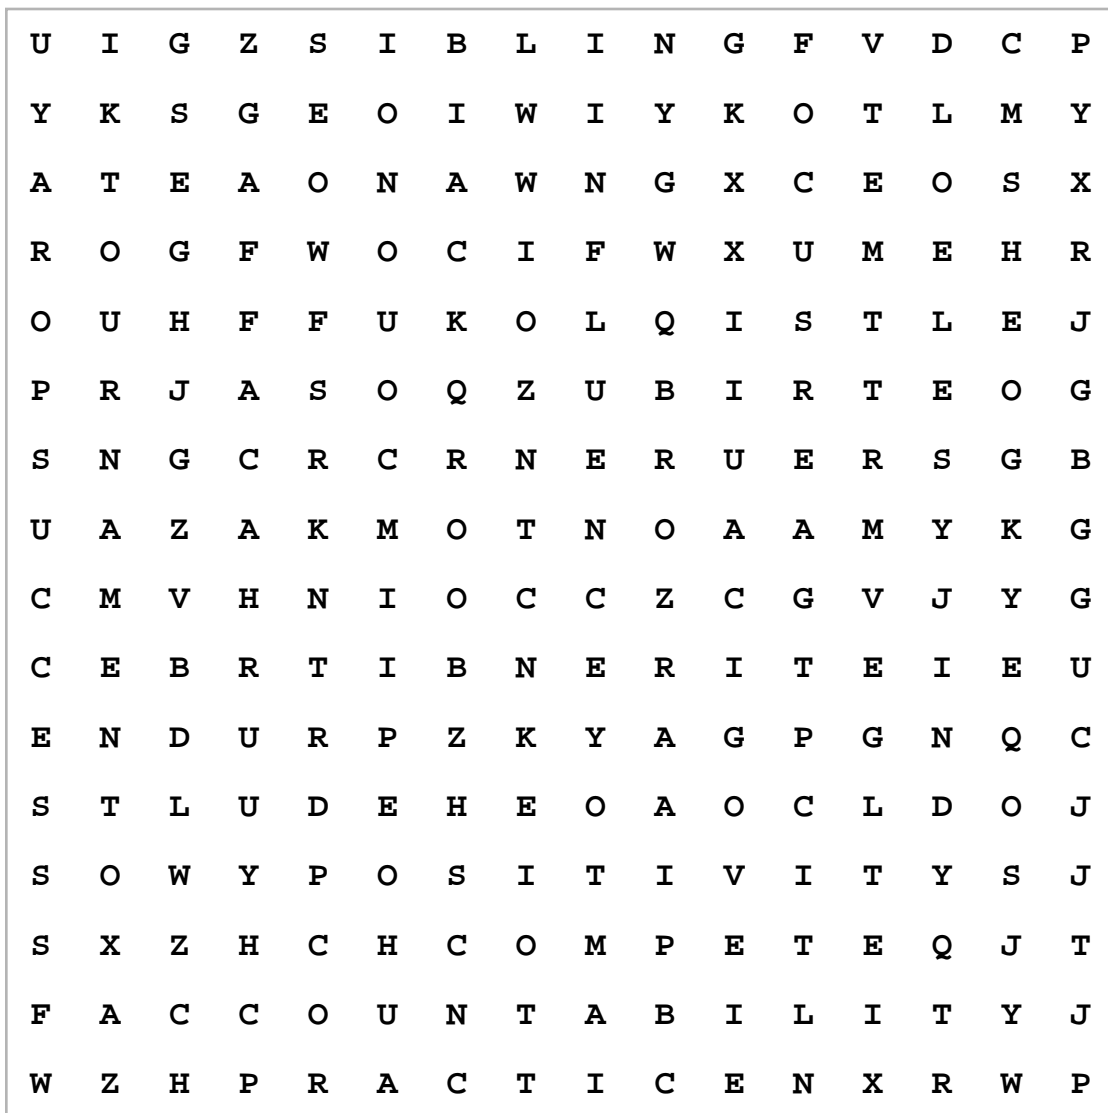 U I G Z S I B L I N G F V D C P
Y K S G E O I W I Y K O T L M Y
A T E A O N A W N G X C E O S X
R O G F W O C I F W X U M E H R
O U H F F U K O L Q I S T L E J
P R J A S O Q Z U B I R T E O G
S N G C R C R N E R U E R S G B
U A Z A K M O T N O A A M Y K G
C M V H N I O C C Z C G V J Y G
C E B R T I B N E R I T E I E U
E N D U R P Z K Y A G P G N Q C
S T L U D E H E O A O C L D O J
S O W Y P O S I T I V I T Y S J
S X Z H C H C O M P E T E Q J T
F A C C O U N T A B I L I T Y J
W Z H P R A C T I C E N X R W P